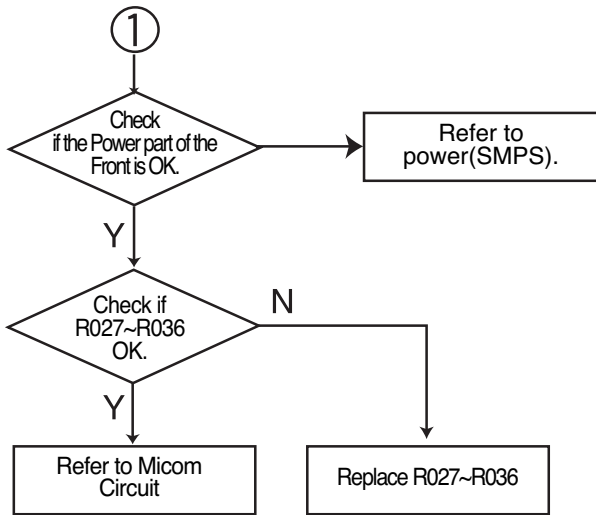 1
Check
if the Power part of the
Front is OK.
Refer to
power(SMPS).
Y
Check if
R027~R036
OK.
N
Y
Refer to Micom
Circuit
Replace R027~R036